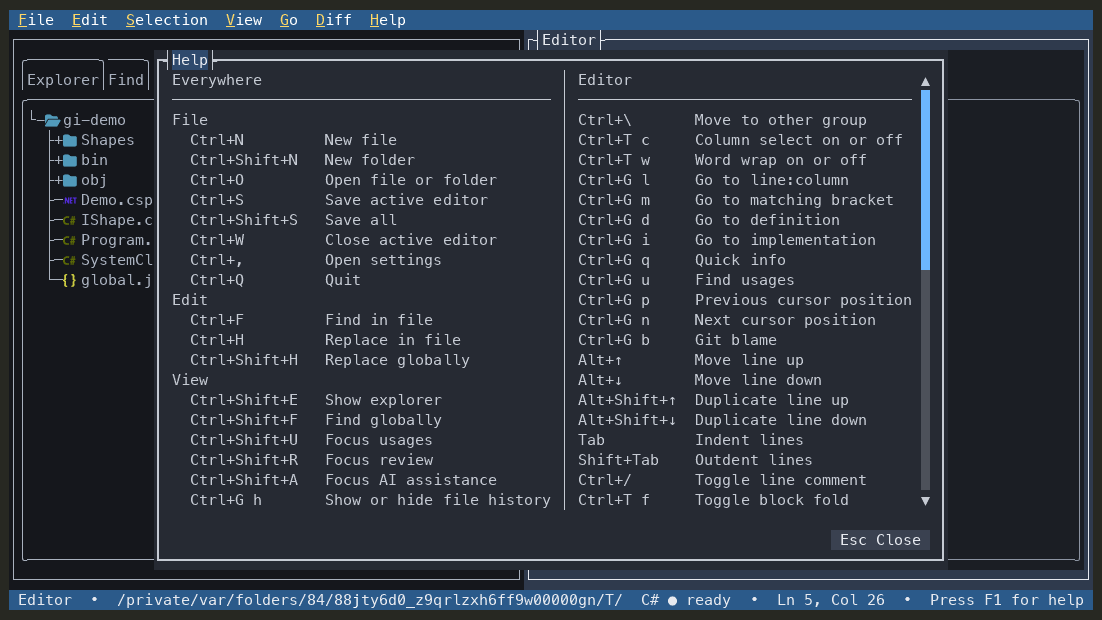 File Edit Selection View Go Diff Help
Editor
Help
Explorer Find
Everywhere
Editor
gi-demo
Shapes
bin
obj
Demo.csp
IShape.c
Program.
SystemCl
global.j
File
Ctrl+N New file
Ctrl+Shift+N New folder
Ctrl+O Open file or folder
Ctrl+S Save active editor
Ctrl+Shift+S Save all
Ctrl+W Close active editor
Ctrl+, Open settings
Ctrl+Q Quit
Edit
Ctrl+F Find in file
Ctrl+H Replace in file
Ctrl+Shift+H Replace globally
View
Ctrl+Shift+E Show explorer
Ctrl+Shift+F Find globally
Ctrl+Shift+U Focus usages
Ctrl+Shift+R Focus review
Ctrl+Shift+A Focus AI assistance
Ctrl+G h Show or hide file history
Ctrl+\ Move to other group
Ctrl+T c Column select on or off
Ctrl+T w Word wrap on or off
Ctrl+G l Go to line:column
Ctrl+G m Go to matching bracket
Ctrl+G d Go to definition
Ctrl+G i Go to implementation
Ctrl+G q Quick info
Ctrl+G u Find usages
Ctrl+G p Previous cursor position
Ctrl+G n Next cursor position
Ctrl+G b Git blame
Alt+↑ Move line up
Alt+↓ Move line down
Alt+Shift+↑ Duplicate line up
Alt+Shift+↓ Duplicate line down
Tab Indent lines
Shift+Tab Outdent lines
Ctrl+/ Toggle line comment
Ctrl+T f Toggle block fold
Esc Close
Editor • /private/var/folders/84/88jty6d0_z9qrlzxh6ff9w00000gn/T/ C# ● ready • Ln 5, Col 26 • Press F1 for help